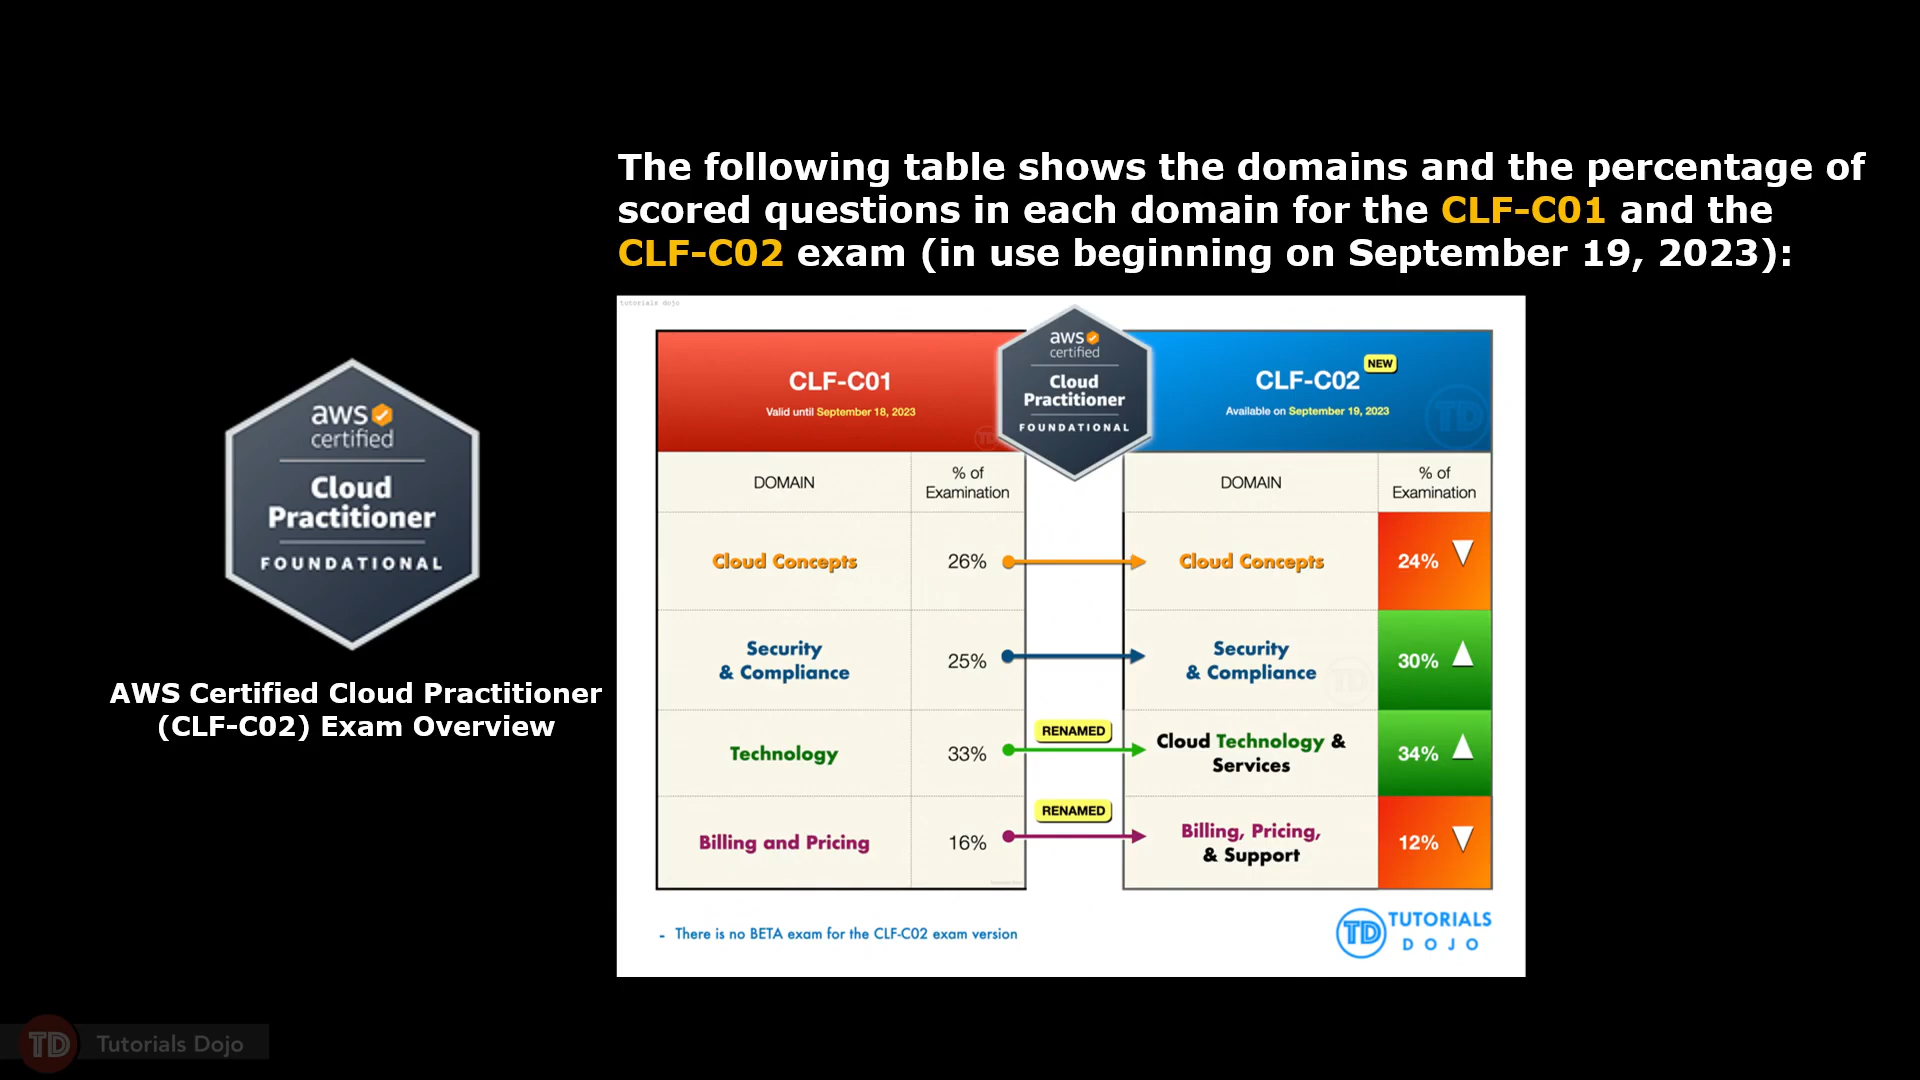 The following table shows the domains and the percentage of
scored questions in each domain for the CLF-C01 and the
CLF-C02 exam (in use beginning on September 19, 2023):
aws
certified
Cloud
Practitioner
FOUNDATIONAL
AWS Certified Cloud Practitioner
(CLF-C02) Exam Overview
tutorials dojo
CLF-C01
Valid until September 18, 2023
aws
certified
Cloud
Practitioner
FOUNDATIONAL
CLF-C02
NEW
Available on September 19, 2023
TD
DOMAIN
% of
Examination
DOMAIN
% of
Examination
Cloud Concepts
26%
Cloud Concepts
24%
Security
& Compliance
25%
Security
& Compliance
30%
Technology
33%
RENAMED
Cloud Technology &
Services
34%
Billing and Pricing
16%
RENAMED
Billing, Pricing,
& Support
12%
- There is no BETA exam for the CLF-C02 exam version
TD TUTORIALS
DOJO
TD Tutorials Dojo